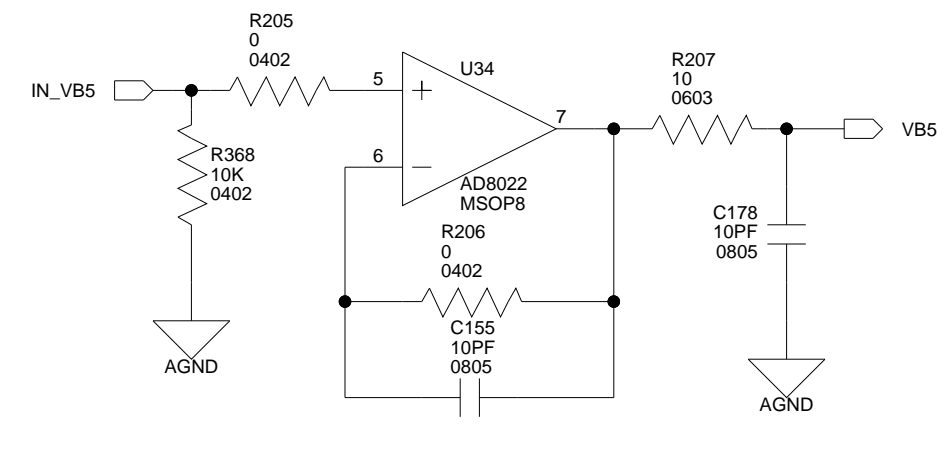 R205
0
0402
IN_VB5
5
U34
R207
10
0603
7
VB5
R368
10K
0402
6
AD8022
MSOP8
C178
10PF
0805
R206
0
0402
C155
10PF
0805
AGND
AGND